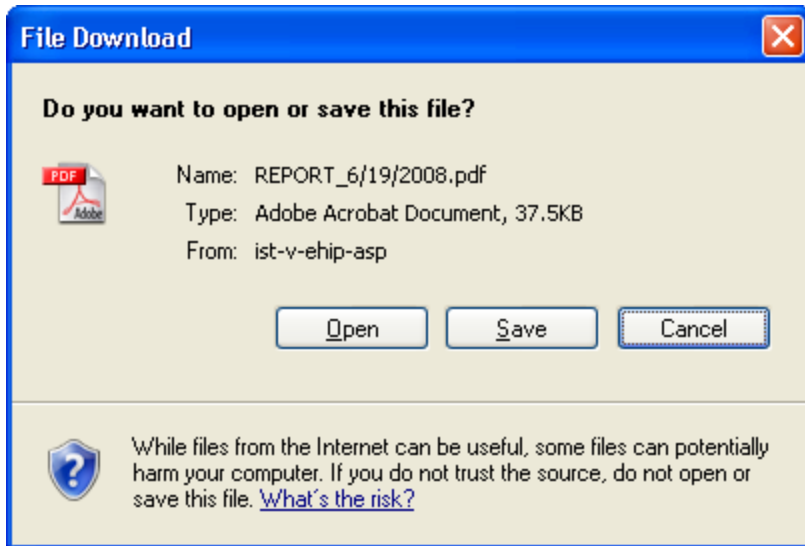 File Download
Do you want to open or save this file?
PDF
Adobe
Name: REPORT_6/19/2008.pdf
Type: Adobe Acrobat Document, 37.5KB
From: ist-v-ehip-asp
Open Save Cancel
While files from the Internet can be useful, some files can potentially
harm your computer. If you do not trust the source, do not open or
save this file. What's the risk?